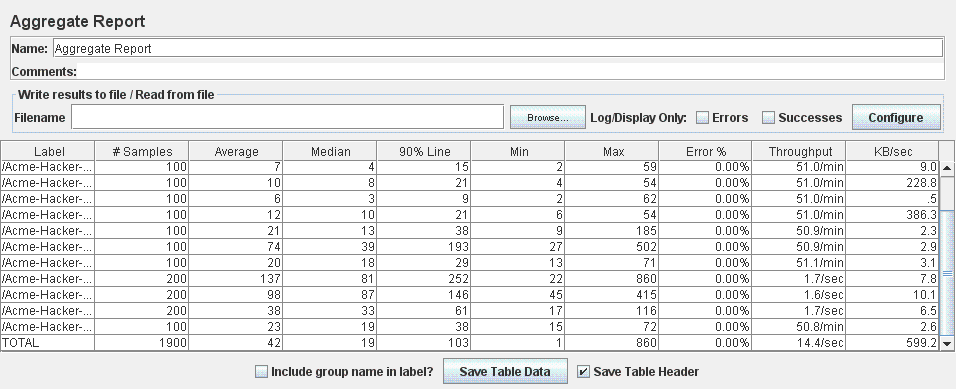 Aggregate Report
Name: Aggregate Report
Comments:
Write results to file / Read from file
Filename Browse... Log/Display Only: Errors Successes Configure
Label # Samples Average Median 90% Line Min Max Error % Throughput KB/sec
/Acme-Hacker-... 100 7 4 15 2 59 0.00% 51.0/min 9.0
/Acme-Hacker-... 100 10 8 21 4 54 0.00% 51.0/min 228.8
/Acme-Hacker-... 100 6 3 9 2 62 0.00% 51.0/min .5
/Acme-Hacker-... 100 12 10 21 6 54 0.00% 51.0/min 386.3
/Acme-Hacker-... 100 21 13 38 9 185 0.00% 50.9/min 2.3
/Acme-Hacker-... 100 74 39 193 27 502 0.00% 50.9/min 2.9
/Acme-Hacker-... 100 20 18 29 13 71 0.00% 51.1/min 3.1
/Acme-Hacker-... 200 137 81 252 22 860 0.00% 1.7/sec 7.8
/Acme-Hacker-... 200 98 87 146 45 415 0.00% 1.6/sec 10.1
/Acme-Hacker-... 200 38 33 61 17 116 0.00% 1.7/sec 6.5
/Acme-Hacker-... 100 23 19 38 15 72 0.00% 50.8/min 2.6
TOTAL 1900 42 19 103 1 860 0.00% 14.4/sec 599.2
Include group name in label? Save Table Data Save Table Header